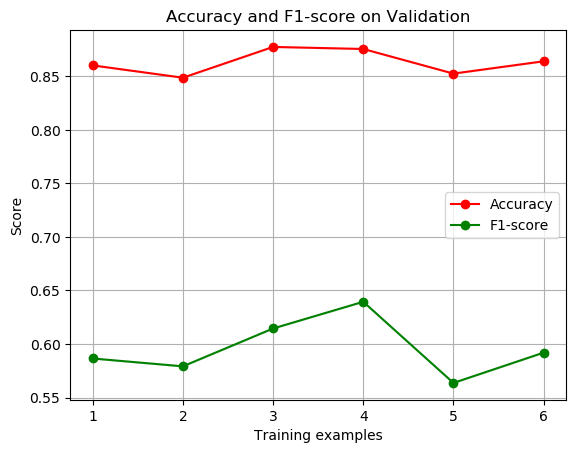 Accuracy and F1-score on Validation
Score
0.85
0.80
0.75
0.70
0.65
0.60
0.55
Accuracy
F1-score
1 2 3 4 5 6
Training examples